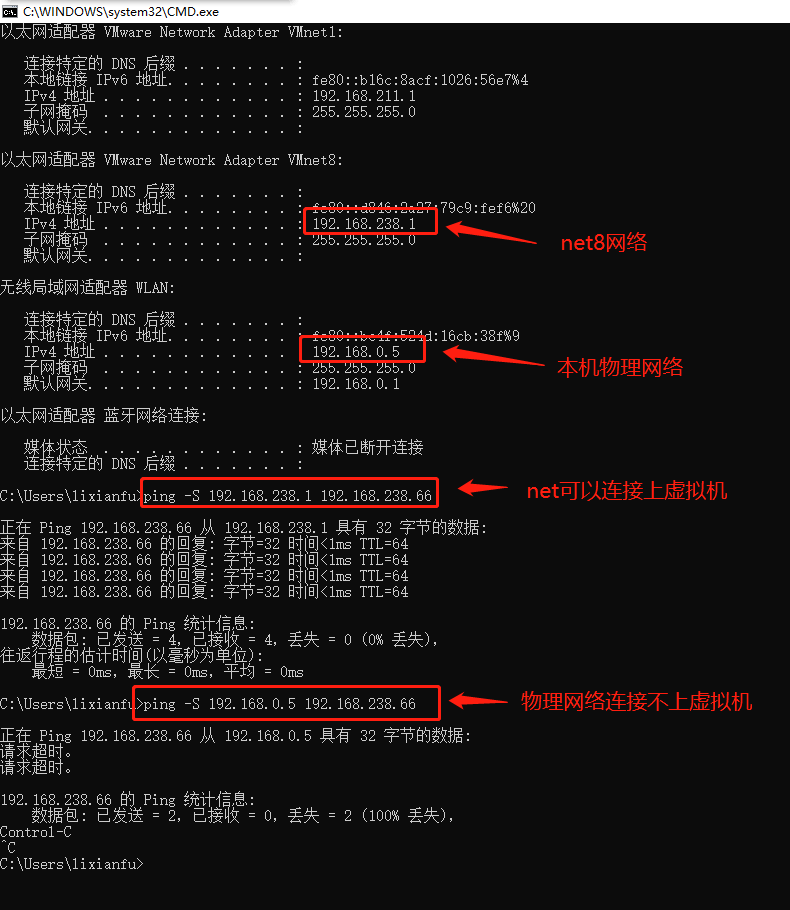 C:\WINDOWS\system32\CMD.exe
以太网适配器 VMware Network Adapter VMnet1:
连接特定的 DNS 后缀 . . . . . . . :
本地链接 IPv6 地址. . . . . . . . : fe80::b16c:8acf:1026:56e7%4
IPv4 地址 . . . . . . . . . . . . : 192.168.211.1
子网掩码 . . . . . . . . . . . . : 255.255.255.0
默认网关. . . . . . . . . . . . . :
以太网适配器 VMware Network Adapter VMnet8:
连接特定的 DNS 后缀 . . . . . . . :
本地链接 IPv6 地址. . . . . . . . : fe80::d846:2a27:79c9:fef6%20
IPv4 地址 . . . . . . . . . . . . : 192.168.238.1
子网掩码 . . . . . . . . . . . . : 255.255.255.0
net8网络
默认网关. . . . . . . . . . . . . :
无线局域网适配器 WLAN:
连接特定的 DNS 后缀 . . . . . . . :
本地链接 IPv6 地址. . . . . . . . : fe80::bc4f:524d:16cb:38f%9
IPv4 地址 . . . . . . . . . . . . : 192.168.0.5
子网掩码 . . . . . . . . . . . . : 255.255.255.0
本机物理网络
默认网关. . . . . . . . . . . . . : 192.168.0.1
以太网适配器 蓝牙网络连接:
媒体状态 . . . . . . . . . . . . : 媒体已断开连接
连接特定的 DNS 后缀 . . . . . . . :
C:\Users\lixianfu>ping -S 192.168.238.1 192.168.238.66
net可以连接上虚拟机
正在 Ping 192.168.238.66 从 192.168.238.1 具有 32 字节的数据:
来自 192.168.238.66 的回复: 字节=32 时间<1ms TTL=64
来自 192.168.238.66 的回复: 字节=32 时间<1ms TTL=64
来自 192.168.238.66 的回复: 字节=32 时间<1ms TTL=64
来自 192.168.238.66 的回复: 字节=32 时间<1ms TTL=64
192.168.238.66 的 Ping 统计信息:
数据包: 已发送 = 4, 已接收 = 4, 丢失 = 0 (0% 丢失),
往返行程的估计时间(以毫秒为单位):
最短 = 0ms, 最长 = 0ms, 平均 = 0ms
C:\Users\lixianfu>ping -S 192.168.0.5 192.168.238.66
物理网络连接不上虚拟机
正在 Ping 192.168.238.66 从 192.168.0.5 具有 32 字节的数据:
请求超时。
请求超时。
192.168.238.66 的 Ping 统计信息:
数据包: 已发送 = 2, 已接收 = 0, 丢失 = 2 (100% 丢失),
Control-C
^C
C:\Users\lixianfu>